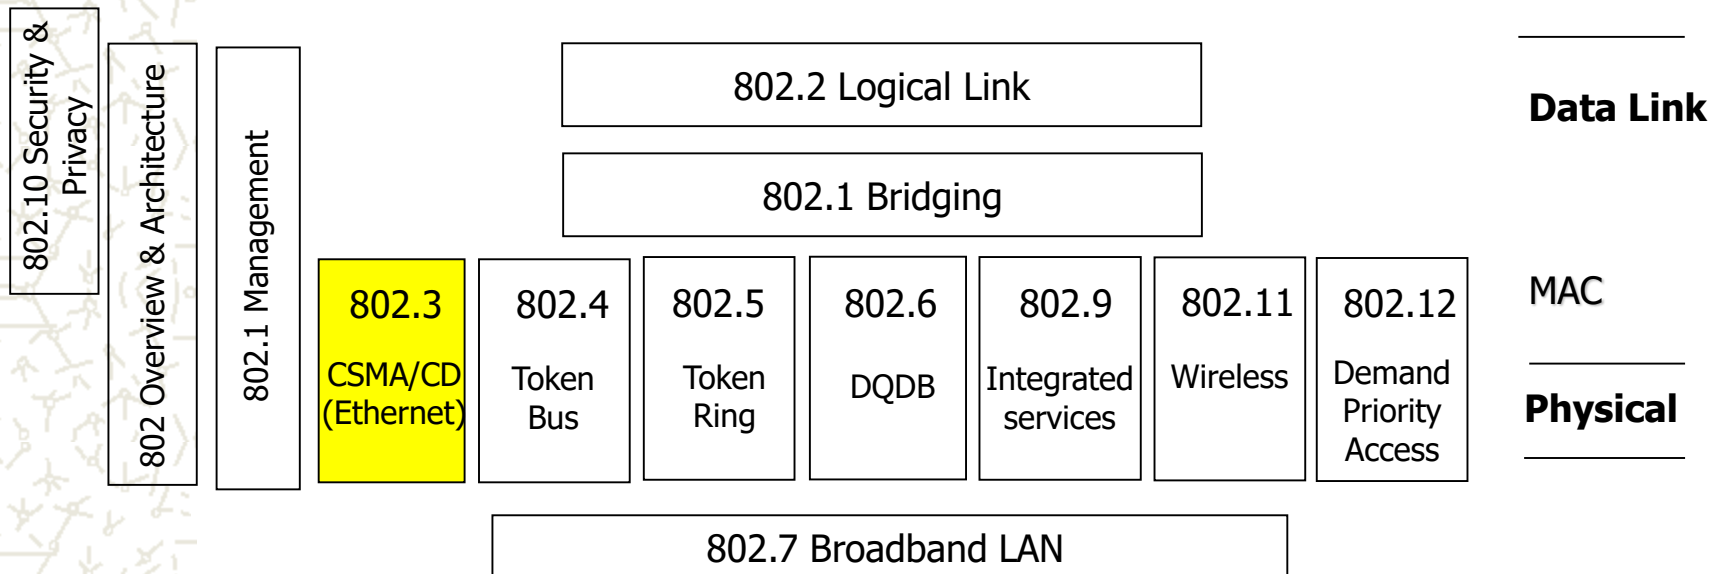 802.10 Security &
Privacy
802 Overview & Architecture
802.1 Management
802.2 Logical Link
802.1 Bridging
802.3
CSMA/CD
(Ethernet)
802.4
Token
Bus
802.5
Token
Ring
802.6
DQDB
802.9
Integrated
services
802.11
Wireless
802.12
Demand
Priority
Access
802.7 Broadband LAN
Data Link
MAC
Physical